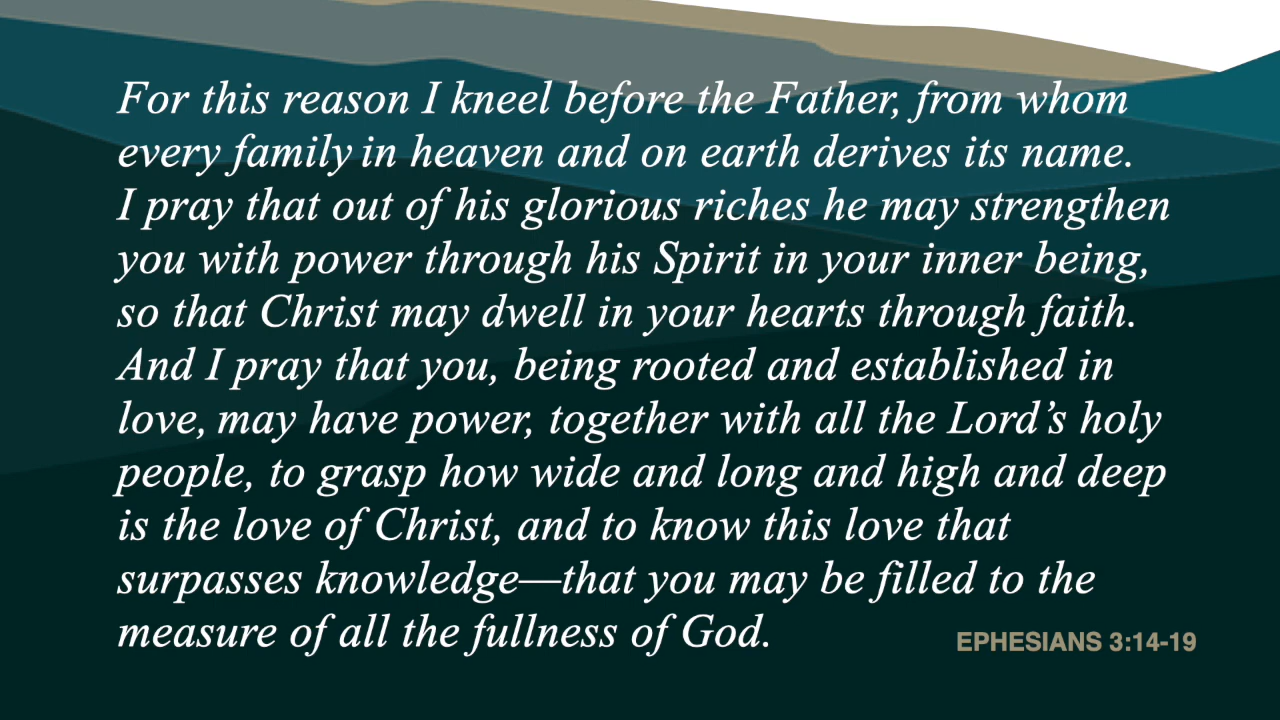 For this reason I kneel before the Father, from whom
every family in heaven and on earth derives its name.
I pray that out of his glorious riches he may strengthen
you with power through his Spirit in your inner being,
so that Christ may dwell in your hearts through faith.
And I pray that you, being rooted and established in
love, may have power, together with all the Lord’s holy
people, to grasp how wide and long and high and deep
is the love of Christ, and to know this love that
surpasses knowledge—that you may be filled to the
measure of all the fullness of God.
EPHESIANS 3:14-19